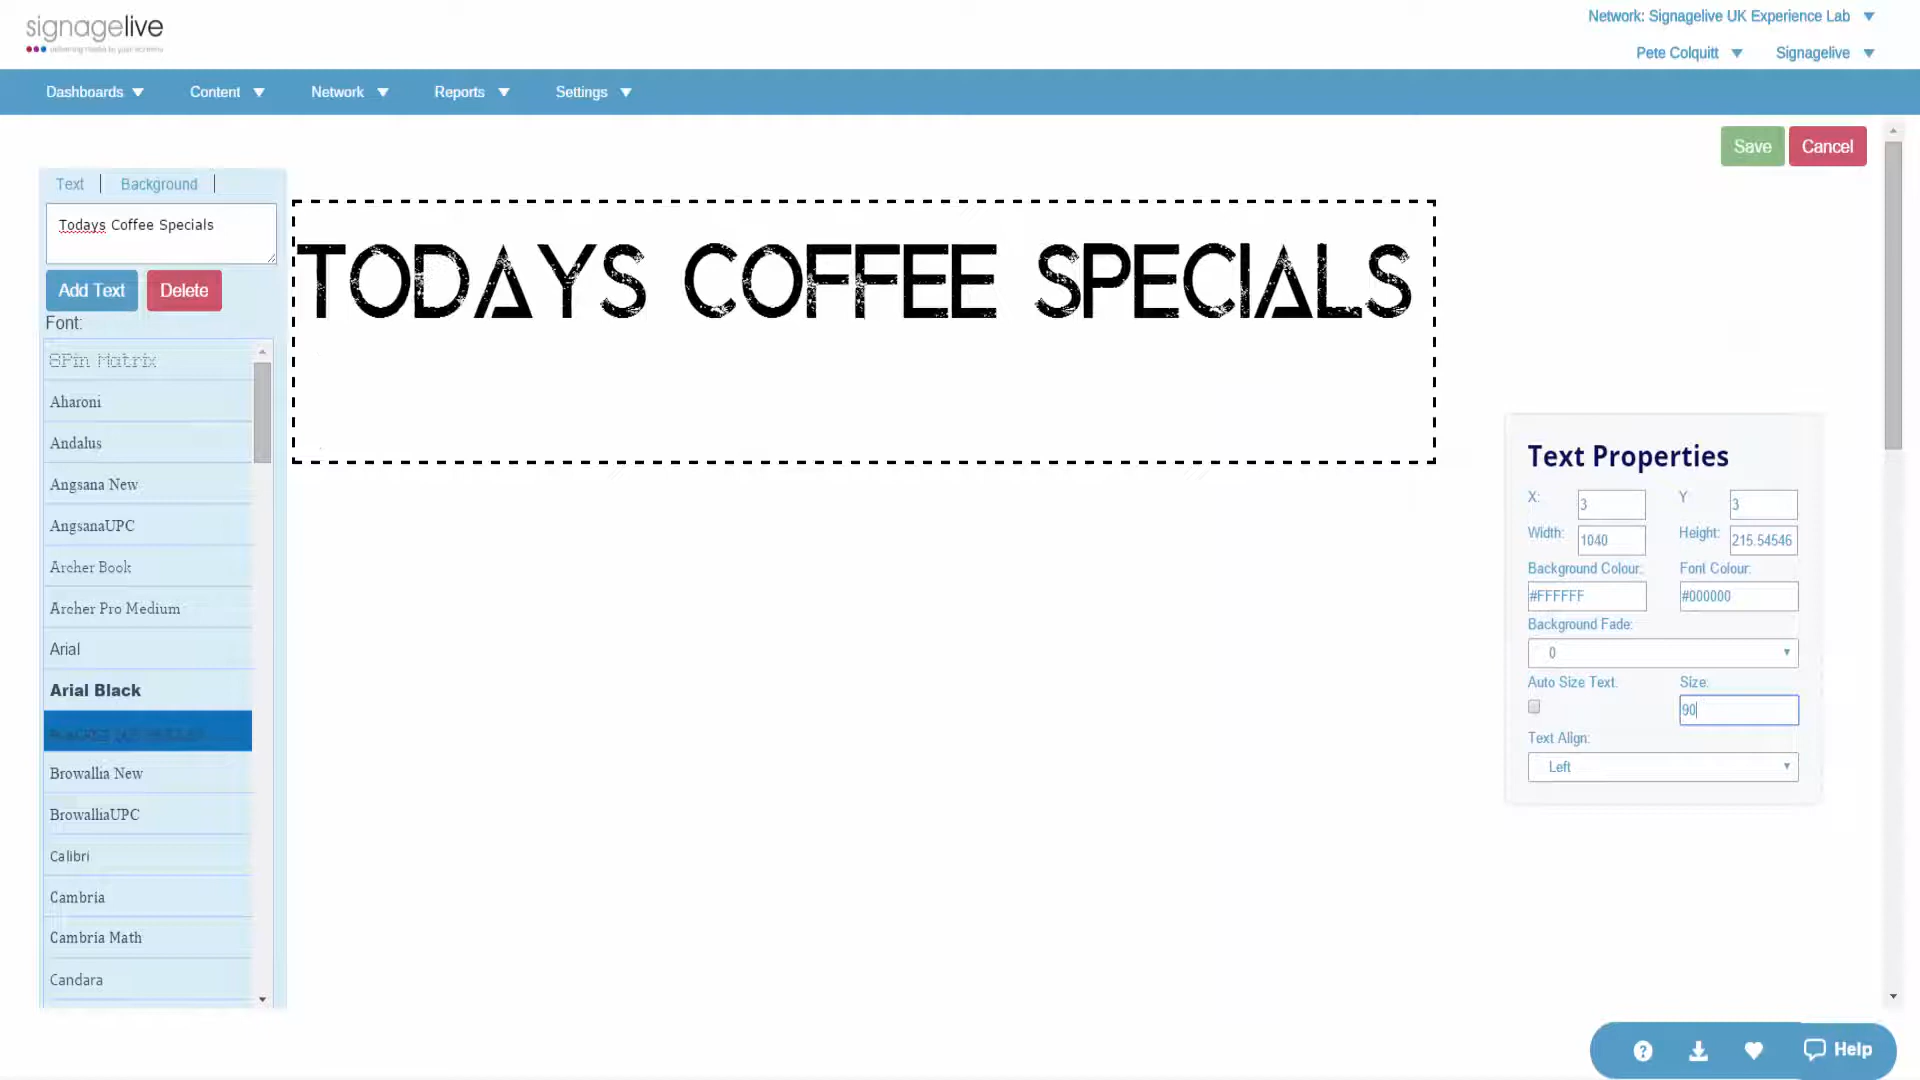 signagelive
Network: Signagelive UK Experience Lab
Pete Colquitt
Signagelive
Dashboards
Content
Network
Reports
Settings
Save
Cancel
Text
Background
Todays Coffee Specials
Add Text
Delete
Font:
8Pin Matrix
Aharoni
Andalus
Angsana New
AngsanaUPC
Archer Book
Archer Pro Medium
Arial
Arial Black
Browallia New
BrowalliaUPC
Calibri
Cambria
Cambria Math
Candara
TODAYS COFFEE SPECIALS
Text Properties
X:
3
Y
3
Width:
1040
Height:
215.54546
Background Colour:
Font Colour:
#FFFFFF
#000000
Background Fade:
0
Auto Size Text:
Size:
90
Text Align:
Left
Help